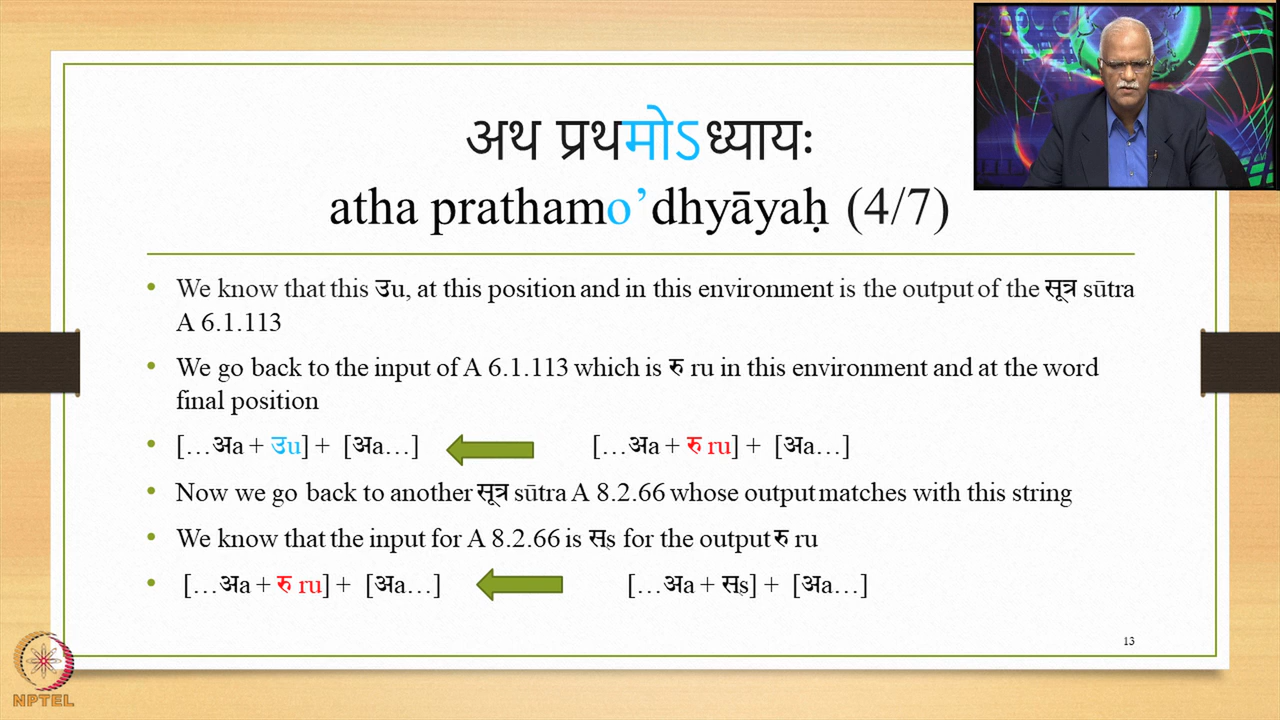 अथ प्रथमोऽध्यायः
atha prathamo’dhyāyaḥ (4/7)
• We know that this उu, at this position and in this environment is the output of the सूत्र sūtra
A 6.1.113
• We go back to the input of A 6.1.113 which is रु ru in this environment and at the word
final position
• […अa + उu] + [अa…] […अa + रु ru] + [अa…]
• Now we go back to another सूत्र sūtra A 8.2.66 whose output matches with this string
• We know that the input for A 8.2.66 is स्s for the output रु ru
• […अa + रु ru] + [अa…] […अa + स्s] + [अa…]
13
NPTEL